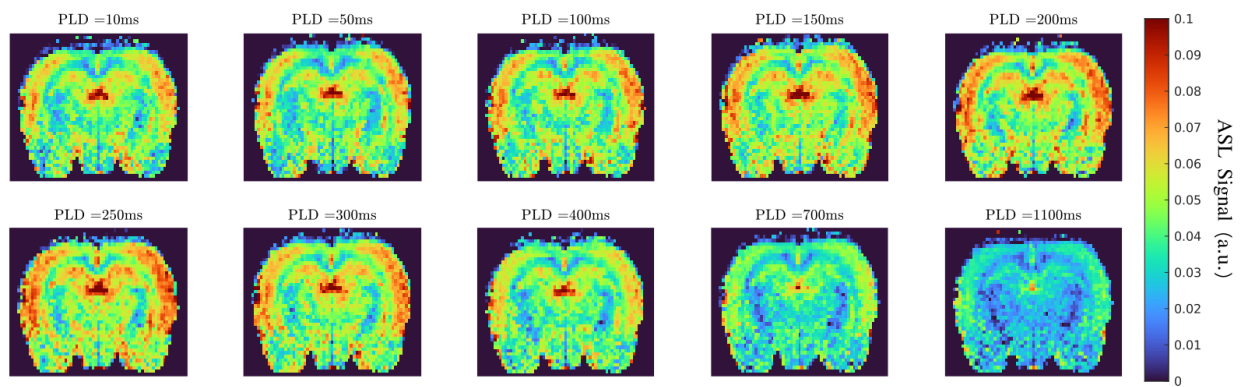 PLD =10ms
PLD =50ms
PLD =100ms
PLD =150ms
PLD =200ms
PLD =250ms
PLD =300ms
PLD =400ms
PLD =700ms
PLD =1100ms
0.1
0.09
0.08
0.07
0.06
0.05
0.04
0.03
0.02
0.01
0
ASL Signal (a.u.)